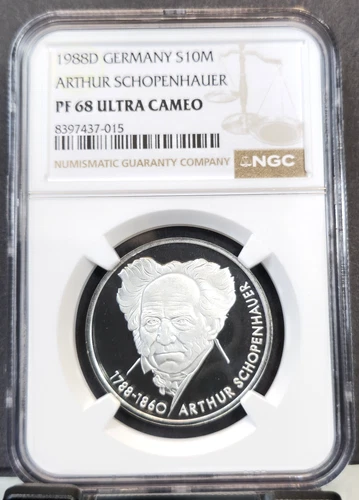 1988D GERMANY S10M
ARTHUR SCHOPENHAUER
PF 68 ULTRA CAMEO
8397437-015
NUMISMATIC GUARANTY COMPANY
NGC
1788-1860/ARTHUR SCHOPENHAUER